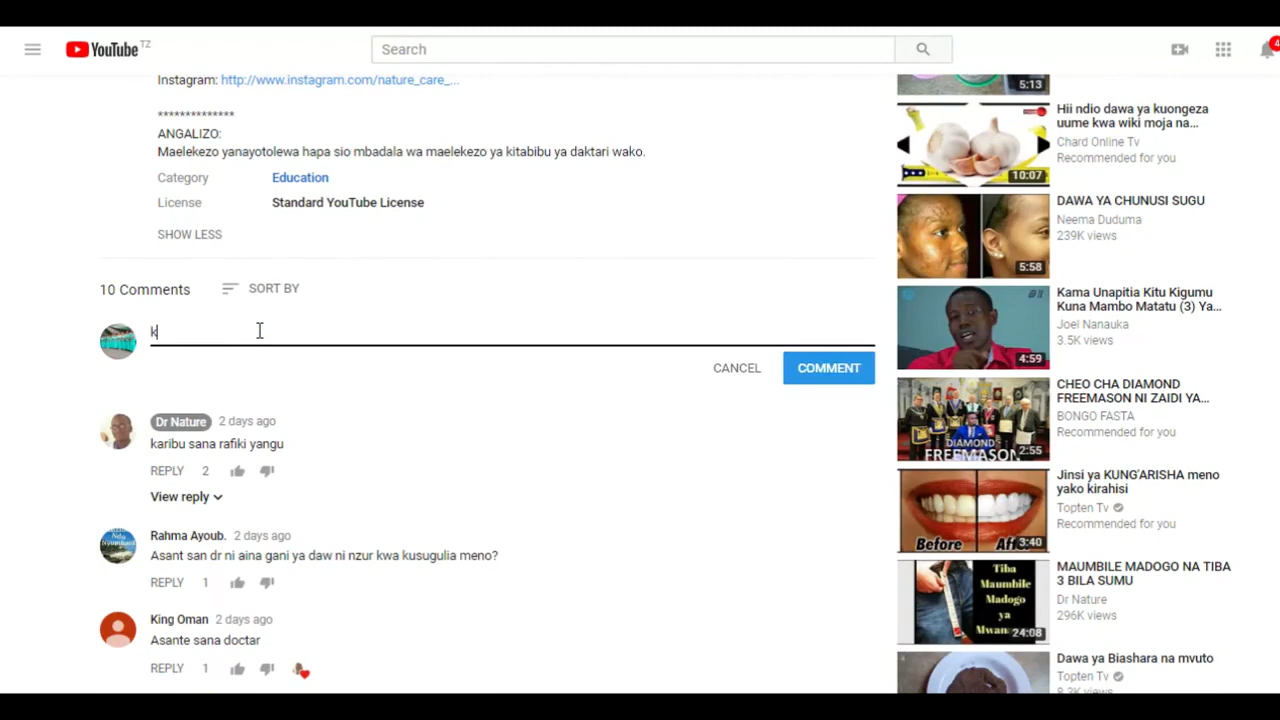 YouTube TZ
Search
4
Instagram: http://www.instagram.com/nature_care_...
**************
ANGALIZO:
Maelekezo yanayotolewa hapa sio mbadala wa maelekezo ya kitabibu ya daktari wako.
Category Education
License Standard YouTube License
SHOW LESS
10 Comments SORT BY
k
CANCEL COMMENT
Dr Nature 2 days ago
karibu sana rafiki yangu
REPLY 2
View reply
Rahma Ayoub. 2 days ago
Asant san dr ni aina gani ya daw ni nzur kwa kusugulia meno?
REPLY 1
King Oman 2 days ago
Asante sana doctar
REPLY 1
5:13
10:07
Hii ndio dawa ya kuongeza
uume kwa wiki moja na...
Chard Online Tv
Recommended for you
5:58
DAWA YA CHUNUSI SUGU
Neema Duduma
239K views
4:59
Kama Unapitia Kitu Kigumu
Kuna Mambo Matatu (3) Ya...
Joel Nanauka
3.5K views
DIAMOND
FREEMASON
2:55
CHEO CHA DIAMOND
FREEMASON NI ZAIDI YA...
BONGO FASTA
Recommended for you
Before
3:40
Jinsi ya KUNG'ARISHA meno
yako kirahisi
Topten Tv
Recommended for you
Tiba
Maumbile
Madogo
ya
24:08
MAUMBILE MADOGO NA TIBA
3 BILA SUMU
Dr Nature
296K views
Dawa ya Biashara na mvuto
Topten Tv
8.3K views